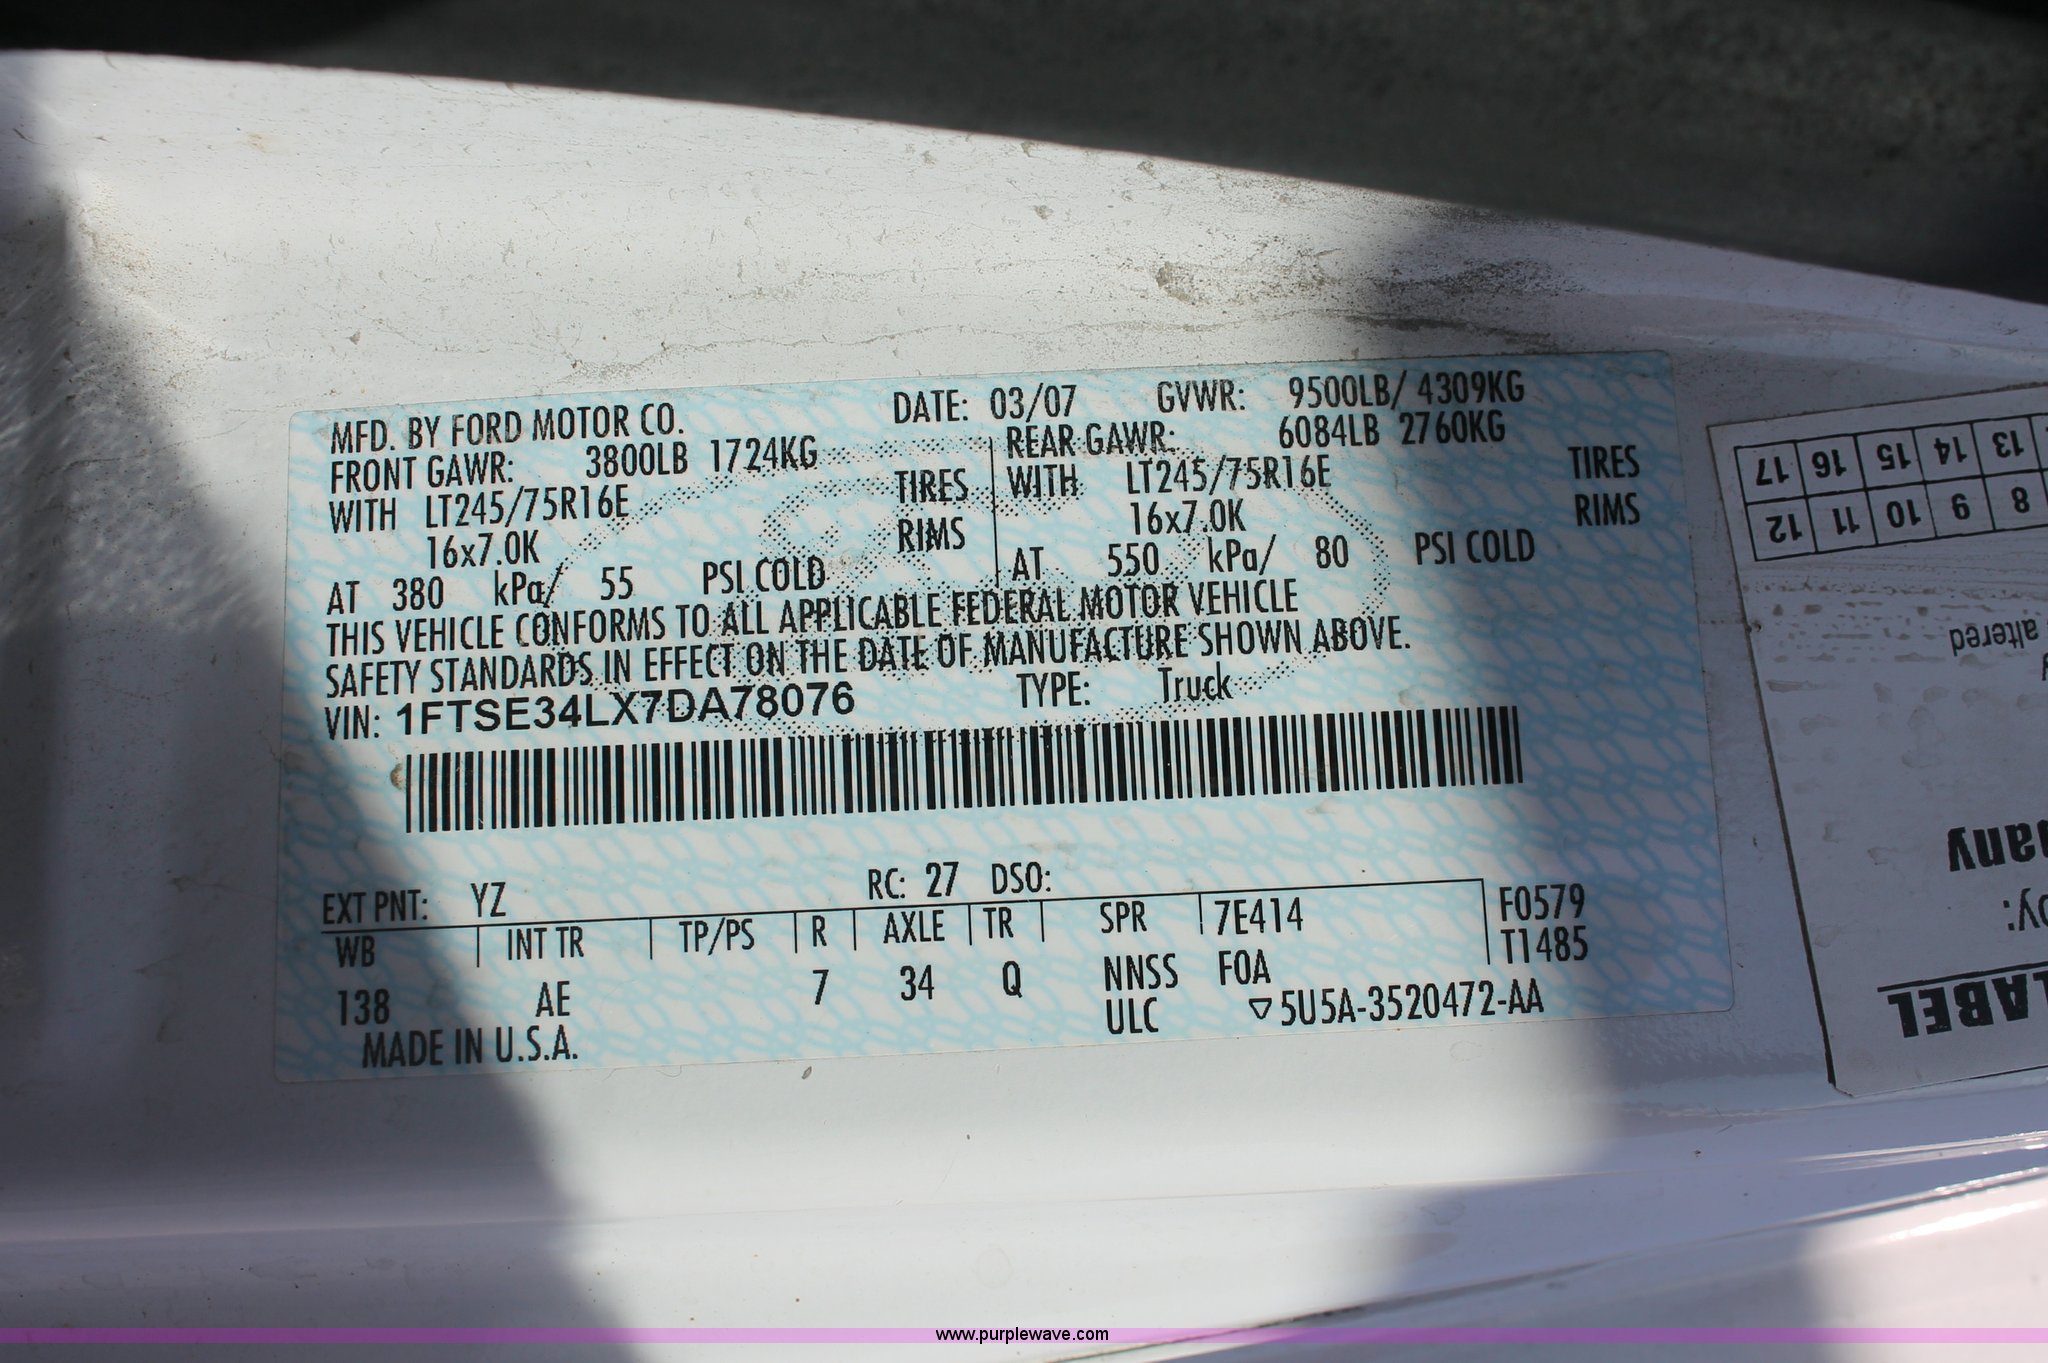 MFD. BY FORD MOTOR CO. DATE: 03/07 GVWR: 9500LB/ 4309KG
FRONT GAWR: 3800LB 1724KG REAR GAWR: 6084LB 2760KG
WITH LT245/75R16E TIRES WITH LT245/75R16E TIRES
16x7.0K RIMS 16x7.0K RIMS
AT 380 kPa/ 55 PSI COLD AT 550 kPa/ 80 PSI COLD
THIS VEHICLE CONFORMS TO ALL APPLICABLE FEDERAL MOTOR VEHICLE
SAFETY STANDARDS IN EFFECT ON THE DATE OF MANUFACTURE SHOWN ABOVE.
VIN: 1FTSE34LX7DA78076 TYPE: Truck
EXT PNT: YZ RC: 27 DSO:
WB INT TR TP/PS R AXLE TR SPR 7E414 F0579
T1485
138 AE 7 34 Q NNSS FOA
MADE IN U.S.A. ULC ▽5U5A-3520472-AA
LABEL
by:
pany
altered
8 9 10 11 12
13 14 15 16 17
www.purplewave.com